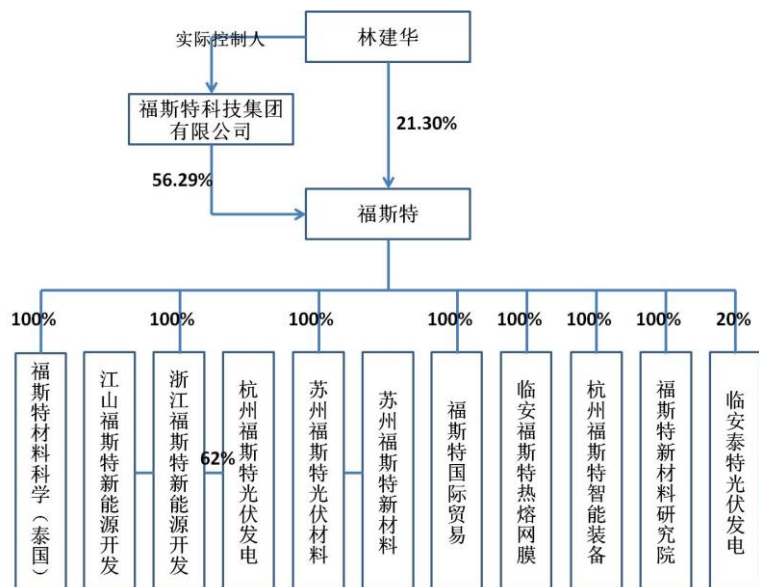 林建华
实际控制人
福斯特科技集团
有限公司
21.30%
56.29%
福斯特
100%
100%
100%
100%
100%
100%
100%
20%
福斯特材料科学（泰国）
江山福斯特新能源开发
浙江福斯特新能源开发
62%
杭州福斯特光伏发电
苏州福斯特光伏材料
苏州福斯特新材料
福斯特国际贸易
临安福斯特热熔网膜
杭州福斯特智能装备
福斯特新材料研究院
临安泰特光伏发电